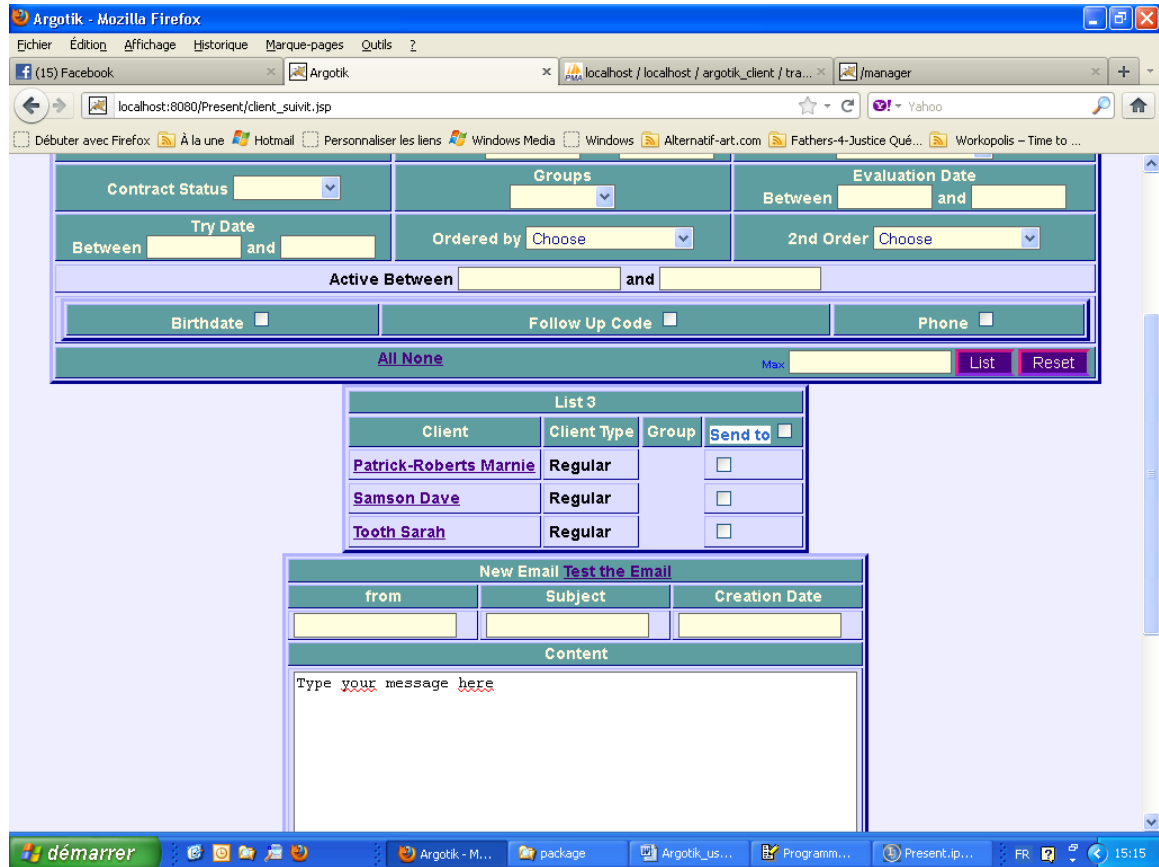 Argotik - Mozilla Firefox
Eichier Édition Affichage Historique Marque-pages Outils ?
(15) Facebook Argotik localhost / localhost / argotik_client / tra... /manager
localhost:8080/Present/client_suivit.jsp Yahoo
Débuter avec Firefox À la une Hotmail Personnaliser les liens Windows Media Windows Alternatif-art.com Fathers-4-Justice Qué... Workopolis – Time to ...
Contract Status Groups Evaluation Date
Between and
Try Date
Between and Ordered by Choose 2nd Order Choose
Active Between and
Birthdate Follow Up Code Phone
All None Max List Reset
List 3
Client Client Type Group Send to
Patrick-Roberts Marnie Regular
Samson Dave Regular
Tooth Sarah Regular
New Email Test the Email
from Subject Creation Date
Content
Type your message here
démarrer Argotik - M... package Argotik_us... Programm... Present.ip... FR 15:15